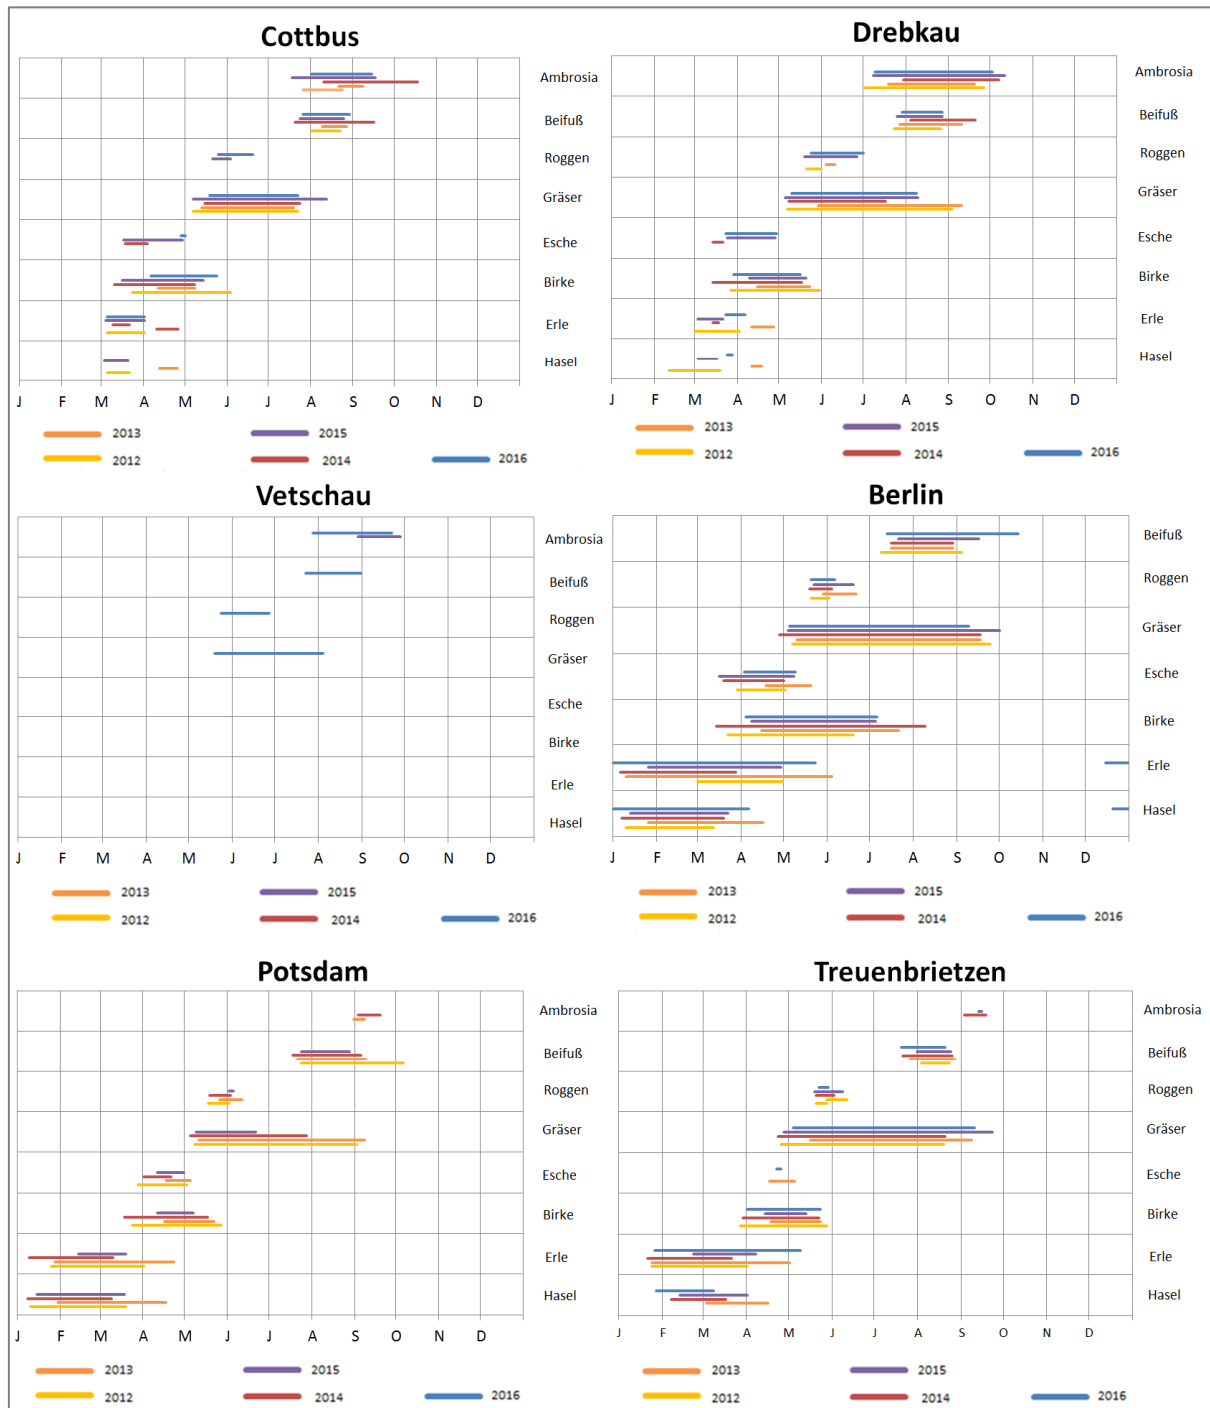 Cottbus
Ambrosia
Beifuß
Roggen
Gräser
Esche
Birke
Erle
Hasel
J F M A M J J A S O N D
2013 2015
2012 2014 2016
Drebkau
Ambrosia
Beifuß
Roggen
Gräser
Esche
Birke
Erle
Hasel
J F M A M J J A S O N D
2013 2015
2012 2014 2016
Vetschau
Ambrosia
Beifuß
Roggen
Gräser
Esche
Birke
Erle
Hasel
J F M A M J J A S O N D
2013 2015
2012 2014 2016
Berlin
Beifuß
Roggen
Gräser
Esche
Birke
Erle
Hasel
J F M A M J J A S O N D
2013 2015
2012 2014 2016
Potsdam
Ambrosia
Beifuß
Roggen
Gräser
Esche
Birke
Erle
Hasel
J F M A M J J A S O N D
2013 2015
2012 2014 2016
Treuenbrietzen
Ambrosia
Beifuß
Roggen
Gräser
Esche
Birke
Erle
Hasel
J F M A M J J A S O N D
2013 2015
2012 2014 2016